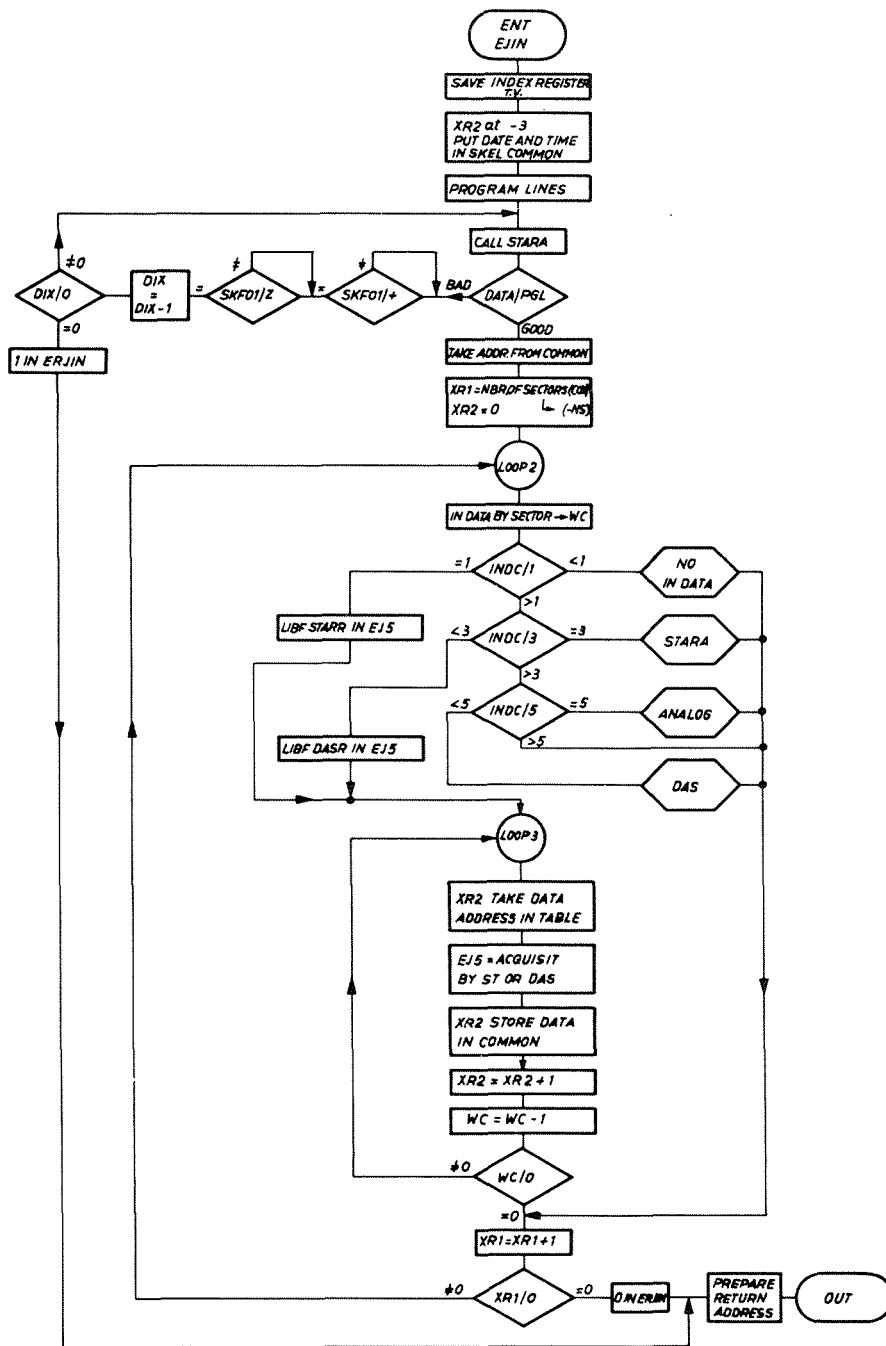 ENT
EJIN
SAVE INDEX REGISTER
T.V.
XR2 at -3
PUT DATE AND TIME
IN SKEL COMMON
PROGRAM LINES
CALL STARA
≠0
DIX/0
=0
DIX
=
DIX-1
=
≠
SKF01/Z
=
≠
SKF01/+
BAD
DATA/PGL
GOOD
1 IN ERJIN
TAKE ADDR. FROM COMMON
XR1=NBR OF SECTORS
XR2=0
(-NS)
LOOP2
IN DATA BY SECTOR → WC
=1
INDC/1
<1
NO
IN DATA
>1
LIBF STARR IN EJ5
<3
INDC/3
=3
STARA
>3
<5
INDC/5
=5
ANALOG
>5
LIBF DASR IN EJ5
DAS
LOOP3
XR2 TAKE DATA
ADDRESS IN TABLE
EJ5=ACQUISIT
BY ST OR DAS
XR2 STORE DATA
IN COMMON
XR2=XR2+1
WC=WC-1
≠0
WC/0
=0
XR1=XR1+1
≠0
XR1/0
=0
0 IN ERJIN
PREPARE
RETURN
ADDRESS
OUT